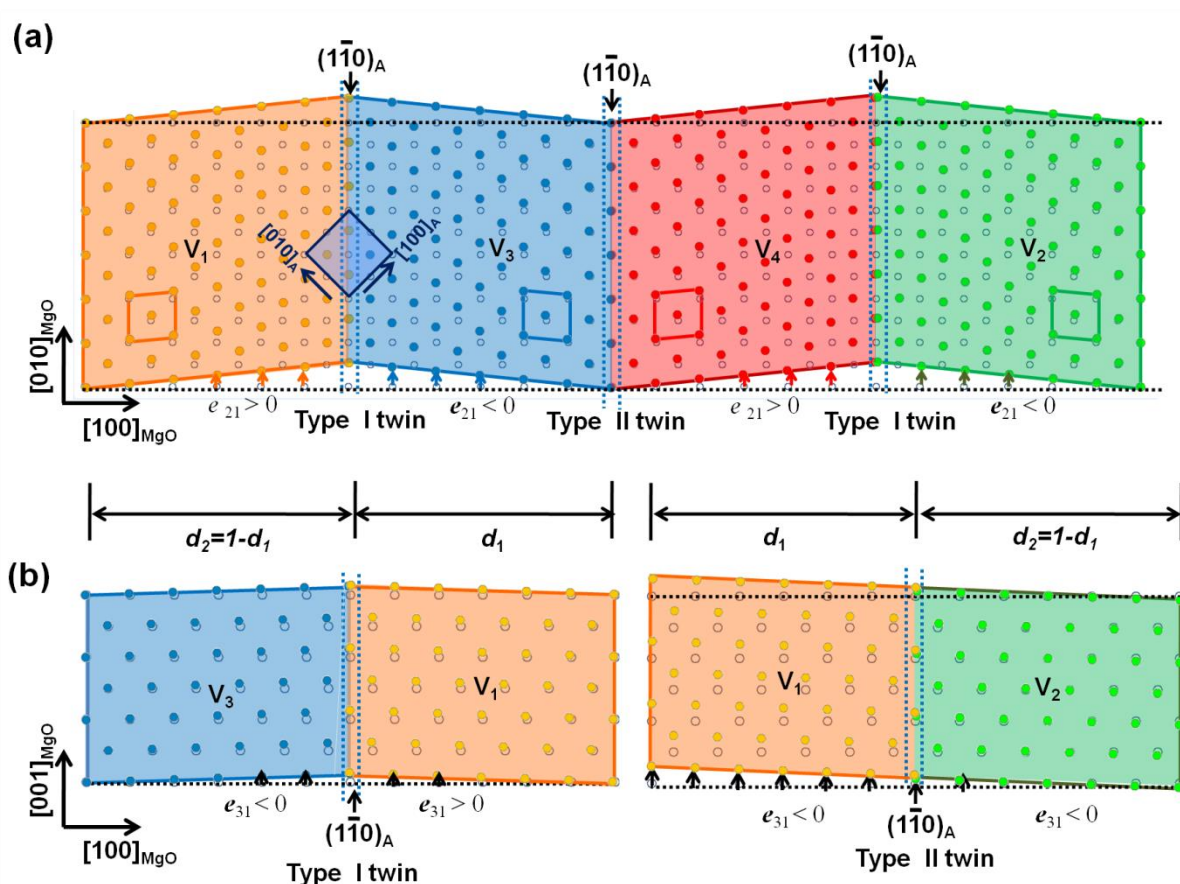 (a)
(11̄0)A
(11̄0)A
(11̄0)A
V1
[010]A
[100]A
V3
V4
V2
[010]MgO
[100]MgO
e 21 > 0
e21 < 0
e21 > 0
e21 < 0
Type I twin
Type II twin
Type I twin
d2=1-d1
d1
d1
d2=1-d1
(b)
V3
V1
V1
V2
[001]MgO
[100]MgO
e31 < 0
e31 > 0
e31 < 0
e31 < 0
(11̄0)A
(11̄0)A
Type I twin
Type II twin